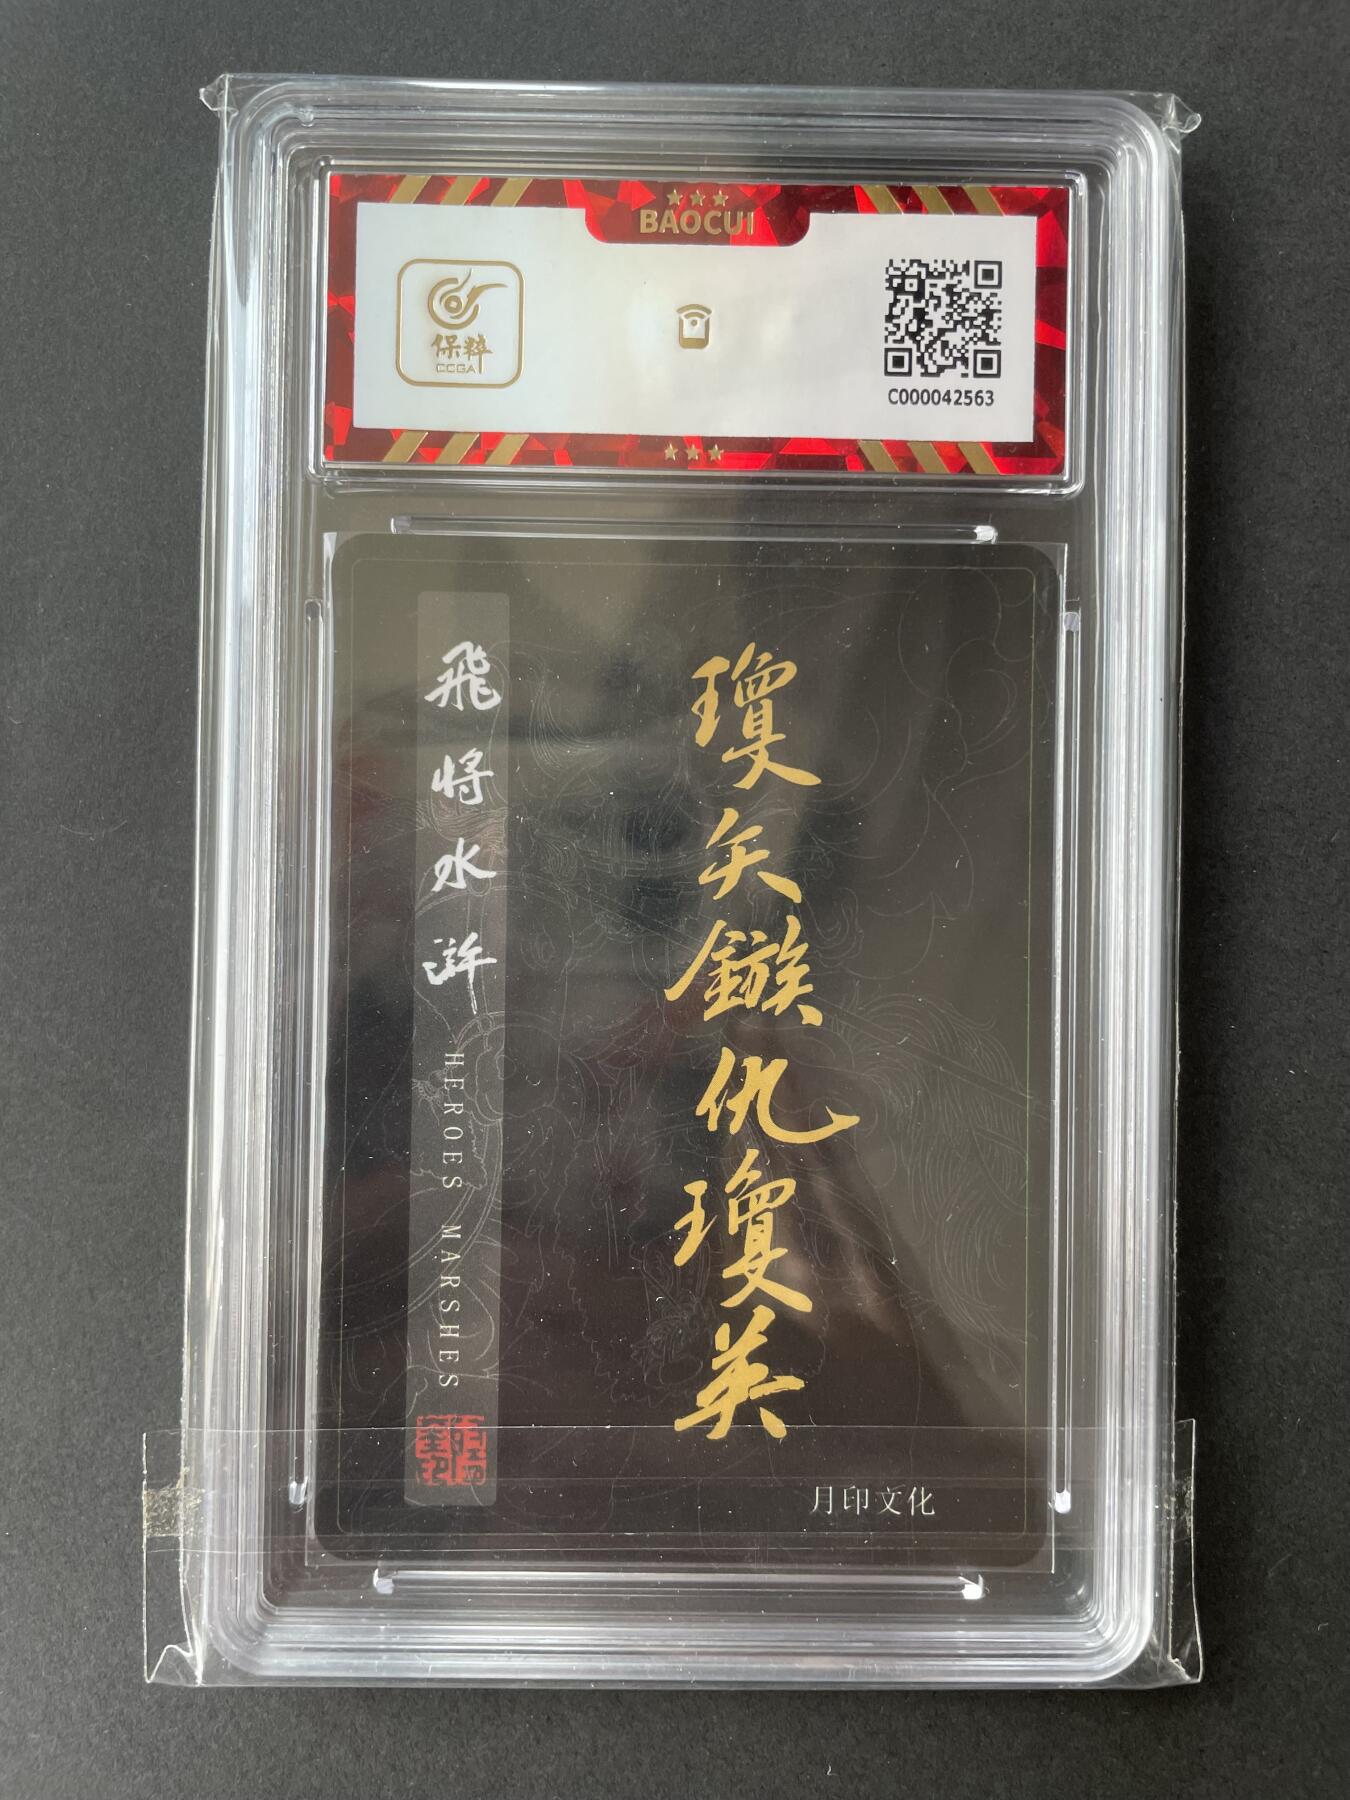 BAOCUI
保粹
CCGA
C000042563
瓊矢鏃仇瓊英
飛將水滸
HEROES MARSHES
月印文化